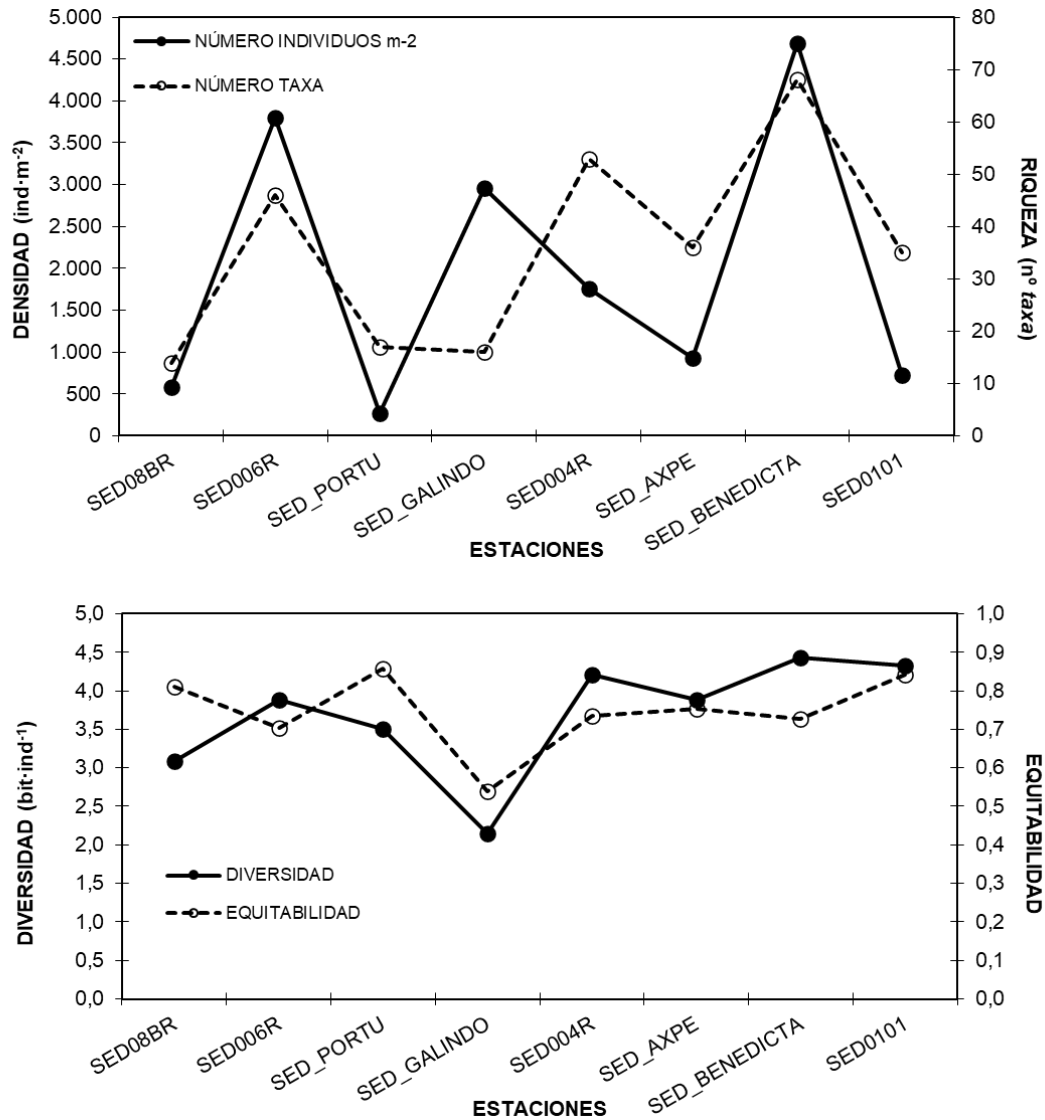 5.000
4.500
4.000
3.500
3.000
2.500
2.000
1.500
1.000
500
0
DENSIDAD (ind·m-2)
NÚMERO INDIVIDUOS m-2
NÚMERO TAXA
80
70
60
50
40
30
20
10
0
RIQUEZA (nº taxa)
SED08BR
SED006R
SED_PORTU
SED_GALINDO
SED004R
SED_AXPE
SED_BENEDICTA
SED0101
ESTACIONES
5,0
4,5
4,0
3,5
3,0
2,5
2,0
1,5
1,0
0,5
0,0
DIVERSIDAD (bit·ind-1)
DIVERSIDAD
EQUITABILIDAD
1,0
0,9
0,8
0,7
0,6
0,5
0,4
0,3
0,2
0,1
0,0
EQUITABILIDAD
SED08BR
SED006R
SED_PORTU
SED_GALINDO
SED004R
SED_AXPE
SED_BENEDICTA
SED0101
ESTACIONES